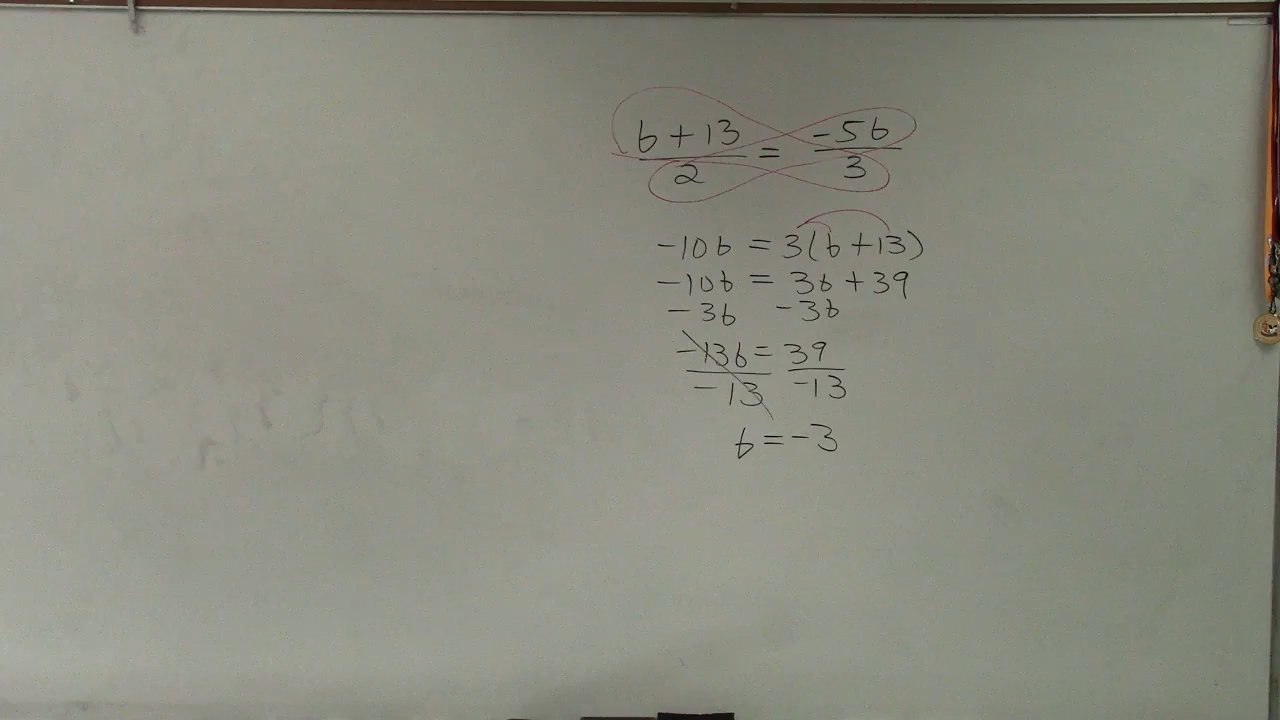 b + 13 / 2 = -5b / 3
-10b = 3(b + 13)
-10b = 3b + 39
-3b -3b
-13b = 39
-13 -13
b = -3